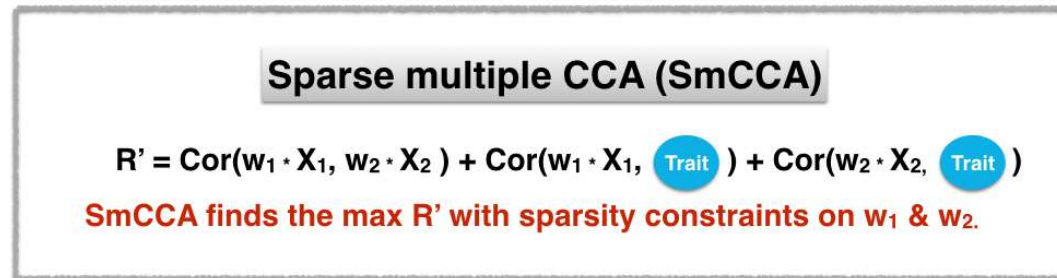 Sparse multiple CCA (SmCCA)
R' = Cor(w₁ * X₁, w₂ * X₂ ) + Cor(w₁ * X₁, Trait ) + Cor(w₂ * X₂, Trait )
SmCCA finds the max R' with sparsity constraints on w₁ & w₂.